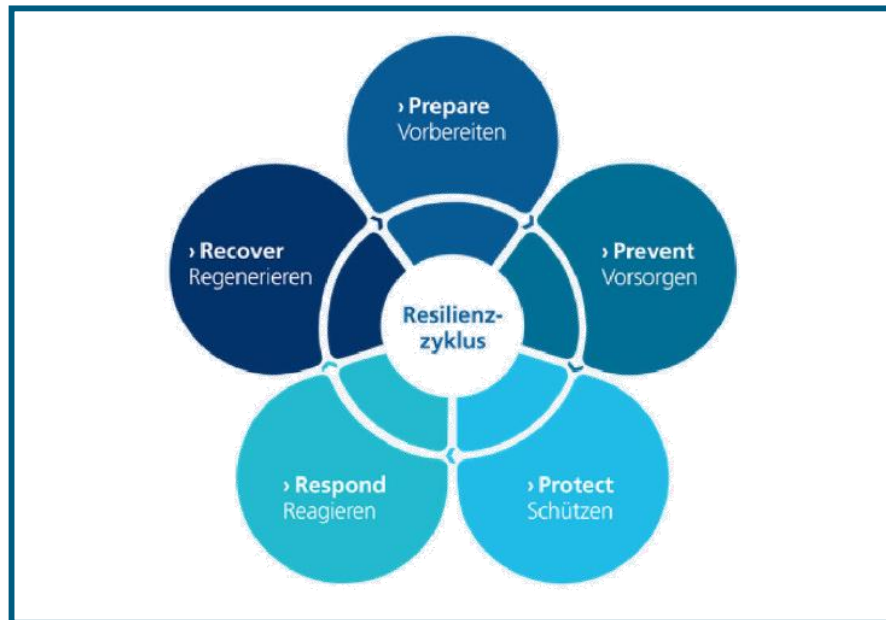 › Prepare
Vorbereiten
› Prevent
Vorsorgen
› Protect
Schützen
› Respond
Reagieren
› Recover
Regenerieren
Resilienz-
zyklus